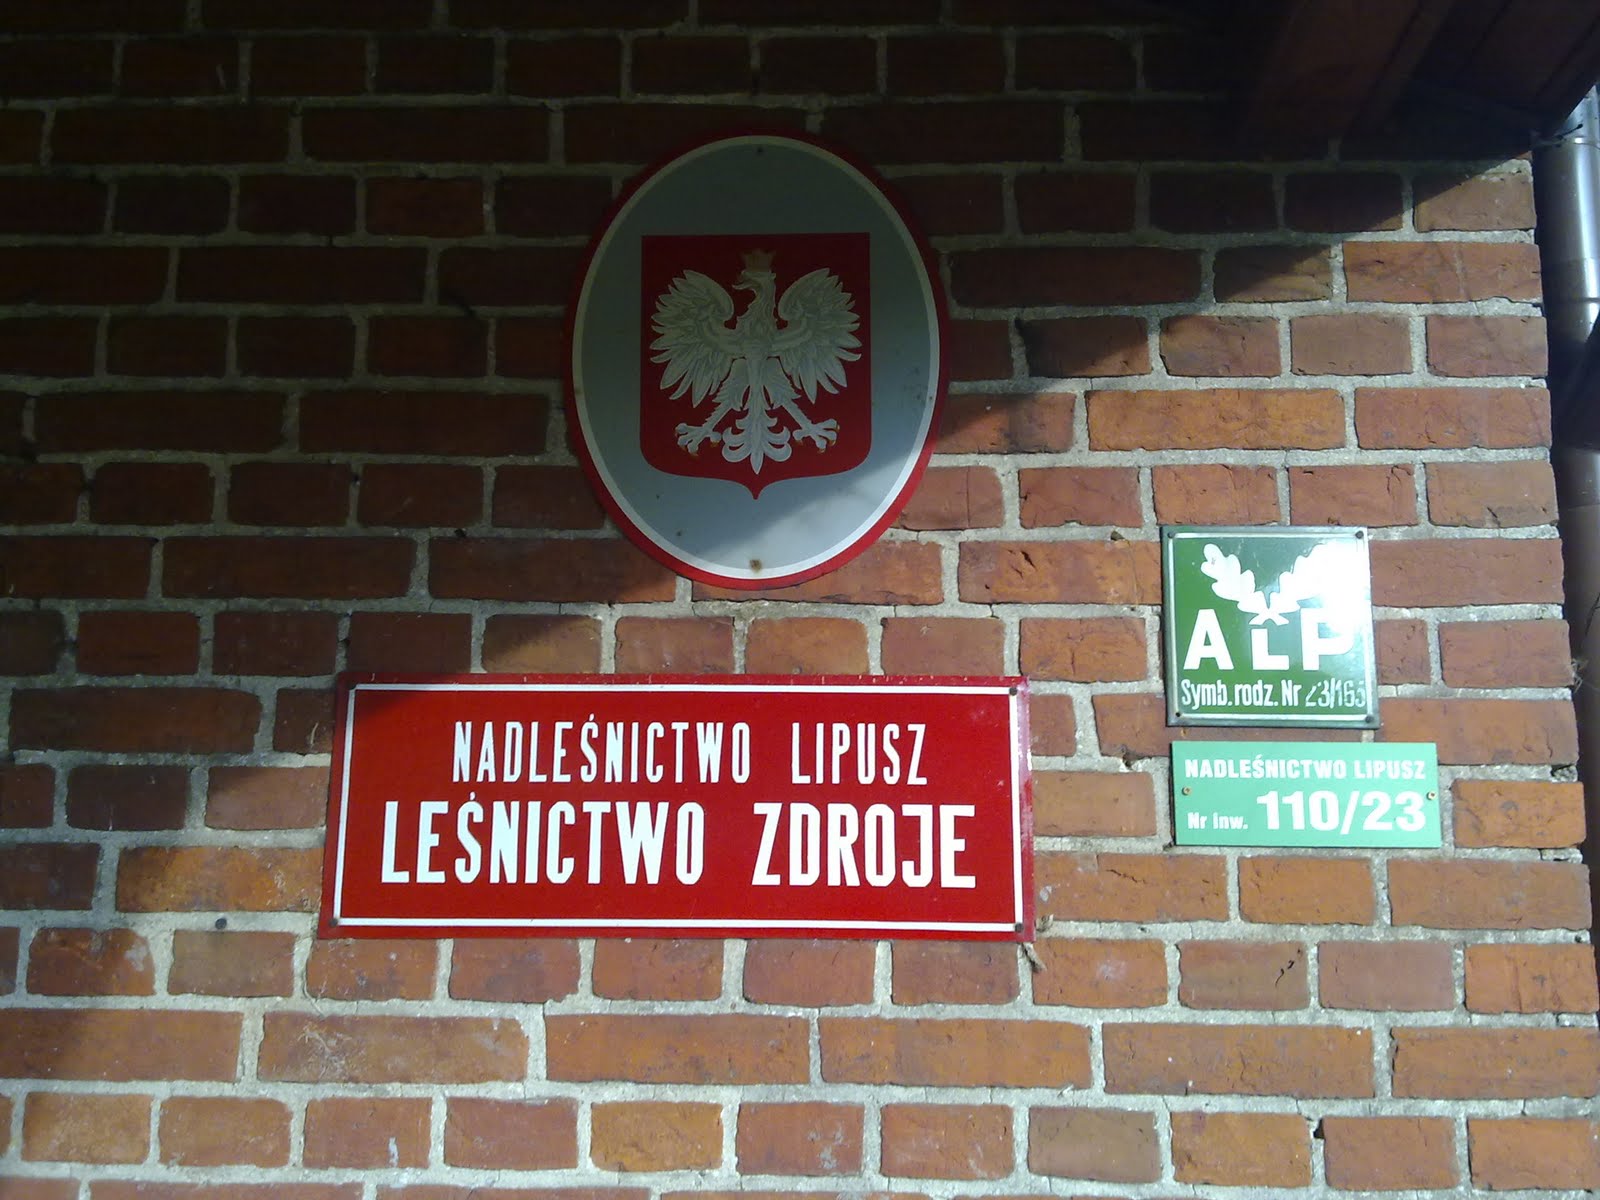 NADLEŚNICTWO LIPUSZ
LEŚNICTWO ZDROJE
ALP
Symb. rodz. Nr 23/165
NADLEŚNICTWO LIPUSZ
Nr inw. 110/23